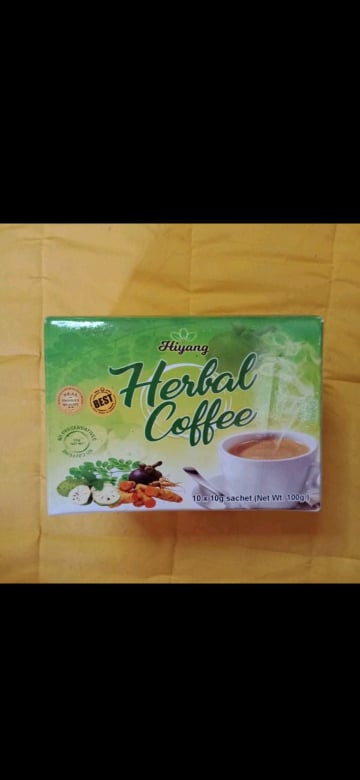 Hiyang
Herbal
Coffee
BEST
NO PRESERVATIVES
10 x 10g sachet (Net Wt. 100g.)